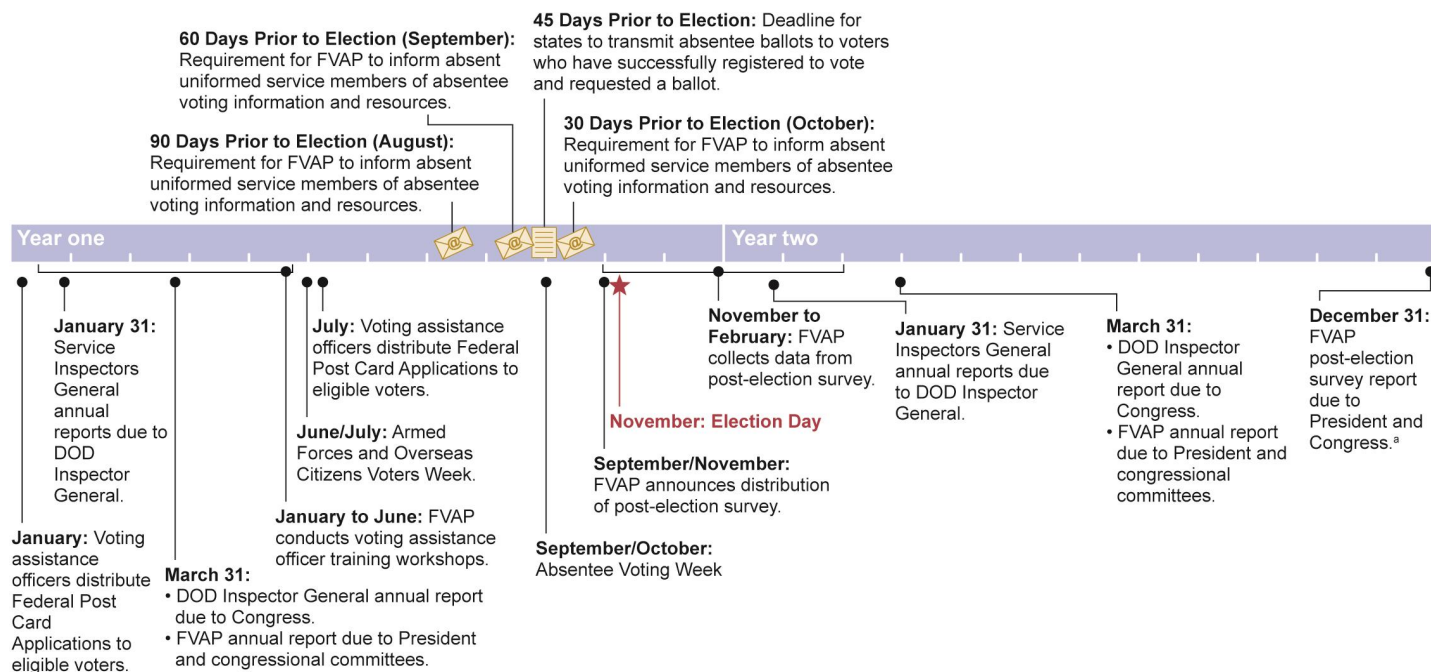 60 Days Prior to Election (September):
Requirement for FVAP to inform absent
uniformed service members of absentee
voting information and resources.
45 Days Prior to Election: Deadline for
states to transmit absentee ballots to voters
who have successfully registered to vote
and requested a ballot.
90 Days Prior to Election (August):
Requirement for FVAP to inform absent
uniformed service members of absentee
voting information and resources.
30 Days Prior to Election (October):
Requirement for FVAP to inform absent
uniformed service members of absentee
voting information and resources.
Year one
Year two
@
@
@
January: Voting
assistance
officers distribute
Federal Post
Card
Applications to
eligible voters.
January 31:
Service
Inspectors
General
annual
reports due to
DOD
Inspector
General.
March 31:
• DOD Inspector General annual report
due to Congress.
• FVAP annual report due to President
and congressional committees.
January to June: FVAP
conducts voting assistance
officer training workshops.
June/July: Armed
Forces and Overseas
Citizens Voters Week.
July: Voting assistance
officers distribute Federal
Post Card Applications to
eligible voters.
September/October:
Absentee Voting Week
September/November:
FVAP announces distribution
of post-election survey.
November: Election Day
November to
February: FVAP
collects data from
post-election survey.
January 31: Service
Inspectors General
annual reports due
to DOD Inspector
General.
March 31:
• DOD Inspector
General annual
report due to
Congress.
• FVAP annual report
due to President and
congressional
committees.
December 31:
FVAP
post-election
survey report
due to
President and
Congress.ª